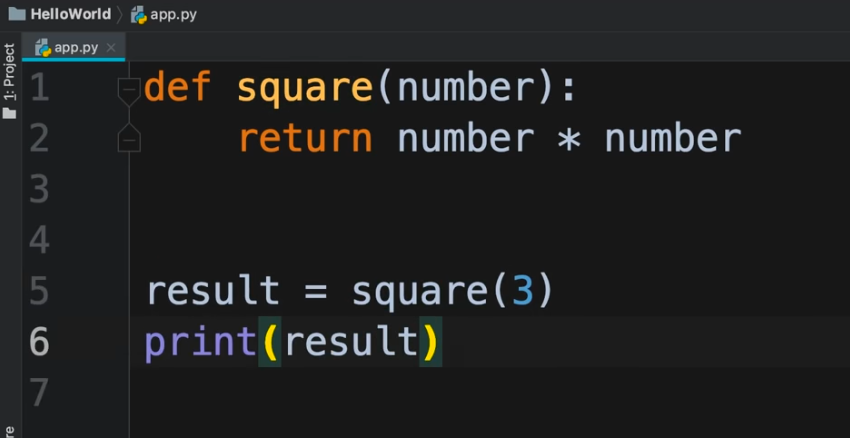 HelloWorld 〉 app.py
app.py ×
1: Project
1 def square(number):
2     return number * number
3
4
5 result = square(3)
6 print(result)
7
re